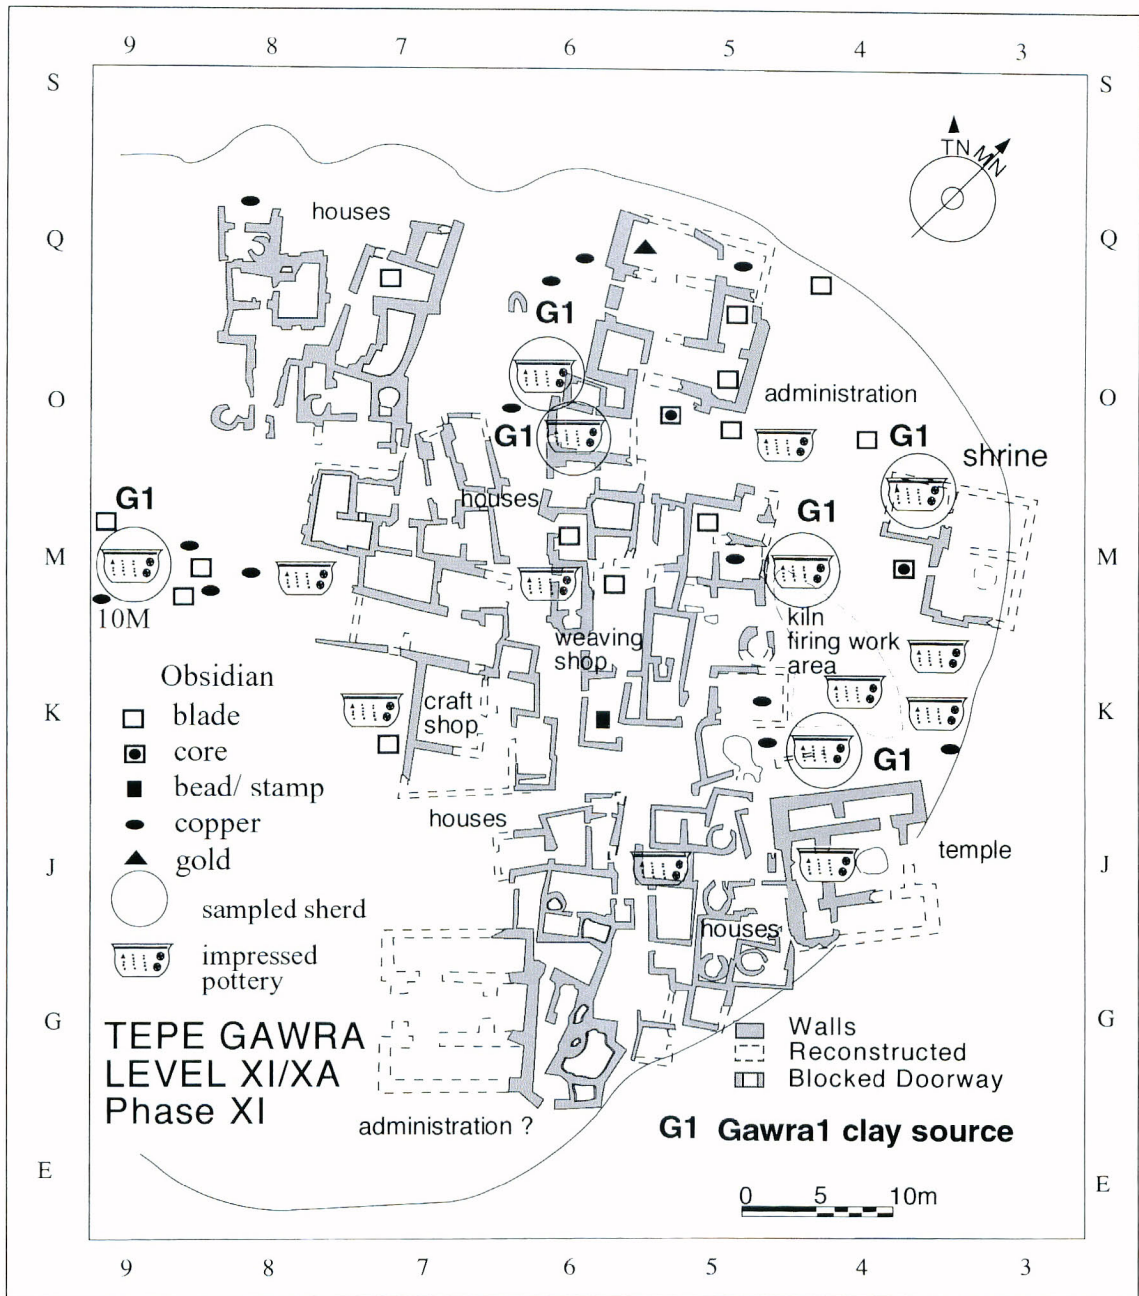 9 8 7 6 5 4 3
S S
TN MN
houses
Q Q
G1
O O
administration
G1 G1
shrine
houses
G1 G1
M M
10M
kiln
firing work
area
weaving
shop
Obsidian
blade
core
bead/ stamp
copper
gold
sampled sherd
impressed
pottery
K K
craft
shop
G1
houses
temple
J J
houses
G G
TEPE GAWRA
LEVEL XI/XA
Phase XI
Walls
Reconstructed
Blocked Doorway
administration ?
G1 Gawra1 clay source
E E
0 5 10m
9 8 7 6 5 4 3